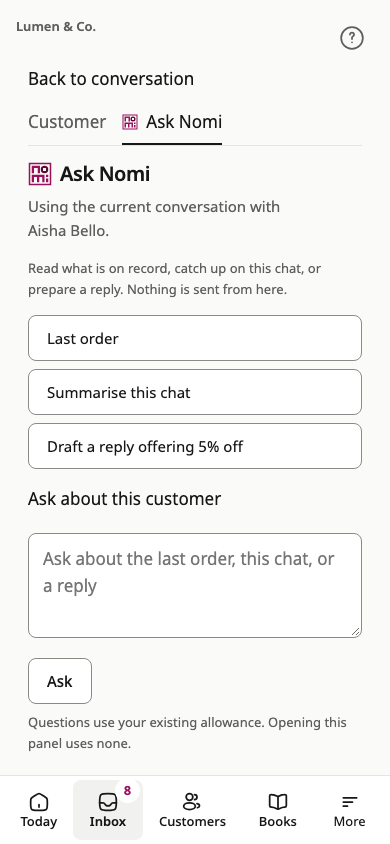 Lumen & Co.
Back to conversation
Customer
Ask Nomi
Ask Nomi
Using the current conversation with
Aisha Bello.
Read what is on record, catch up on this chat, or
prepare a reply. Nothing is sent from here.
Last order
Summarise this chat
Draft a reply offering 5% off
Ask about this customer
Ask about the last order, this chat, or
a reply
Ask
Questions use your existing allowance. Opening this
panel uses none.
8
Today
Inbox
Customers
Books
More